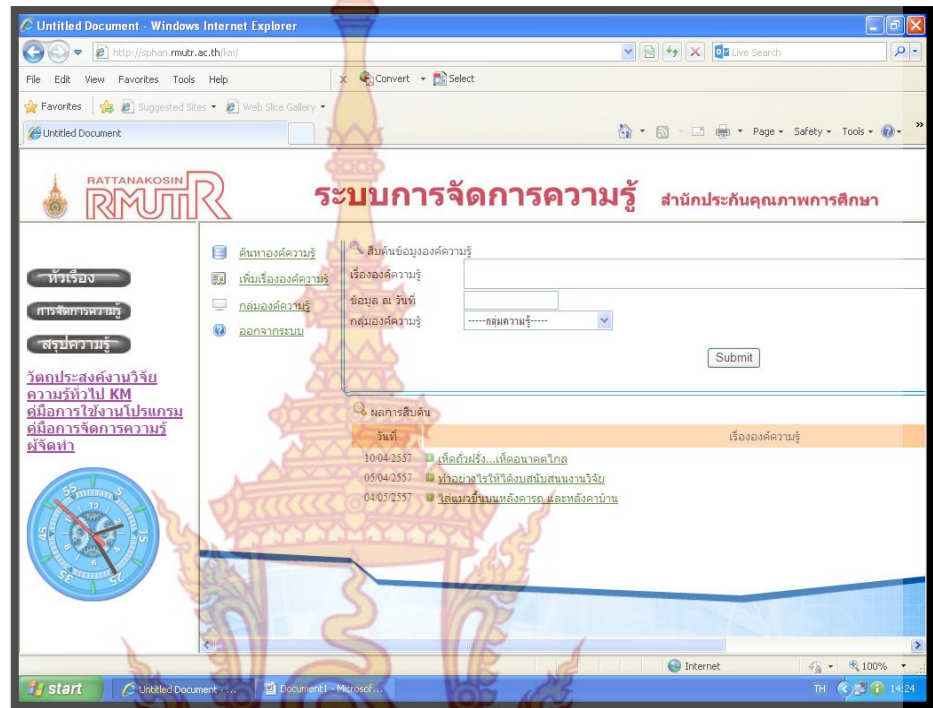 Untitled Document - Windows Internet Explorer
http://sphan.rmutr.ac.th/km/
Live Search
File Edit View Favorites Tools Help
x Convert Select
Favorites Suggested Sites Web Slice Gallery
Untitled Document
Page Safety Tools
RATTANAKOSIN
RMUTR
ระบบการจัดการความรู้ สำนักประกันคุณภาพการศึกษา
หัวเรื่อง
การจัดการความรู้
สรุปความรู้
วัตถุประสงค์งานวิจัย
ความรู้ทั่วไป KM
คู่มือการใช้งานโปรแกรม
คู่มือการจัดการความรู้
ผู้จัดทำ
ค้นหาองค์ความรู้
เพิ่มเรื่ององค์ความรู้
กลุ่มองค์ความรู้
ออกจากระบบ
สืบค้นข้อมูลองค์ความรู้
เรื่ององค์ความรู้
ข้อมูล ณ วันที่
กลุ่มองค์ความรู้
-----กลุ่มความรู้-----
Submit
ผลการสืบค้น
วันที่ เรื่ององค์ความรู้
10/04/2557 เห็ดถั่วฝรั่ง...เห็ดอนาคตไกล
05/04/2557 ทำอย่างไรให้ได้งบสนับสนุนงานวิจัย
04/05/2557 ไล่แมวขึ้นบนหลังคารถ และหลังคาบ้าน
Internet 100%
start Untitled Document - ... Document1 - Microsof... TH 14:24